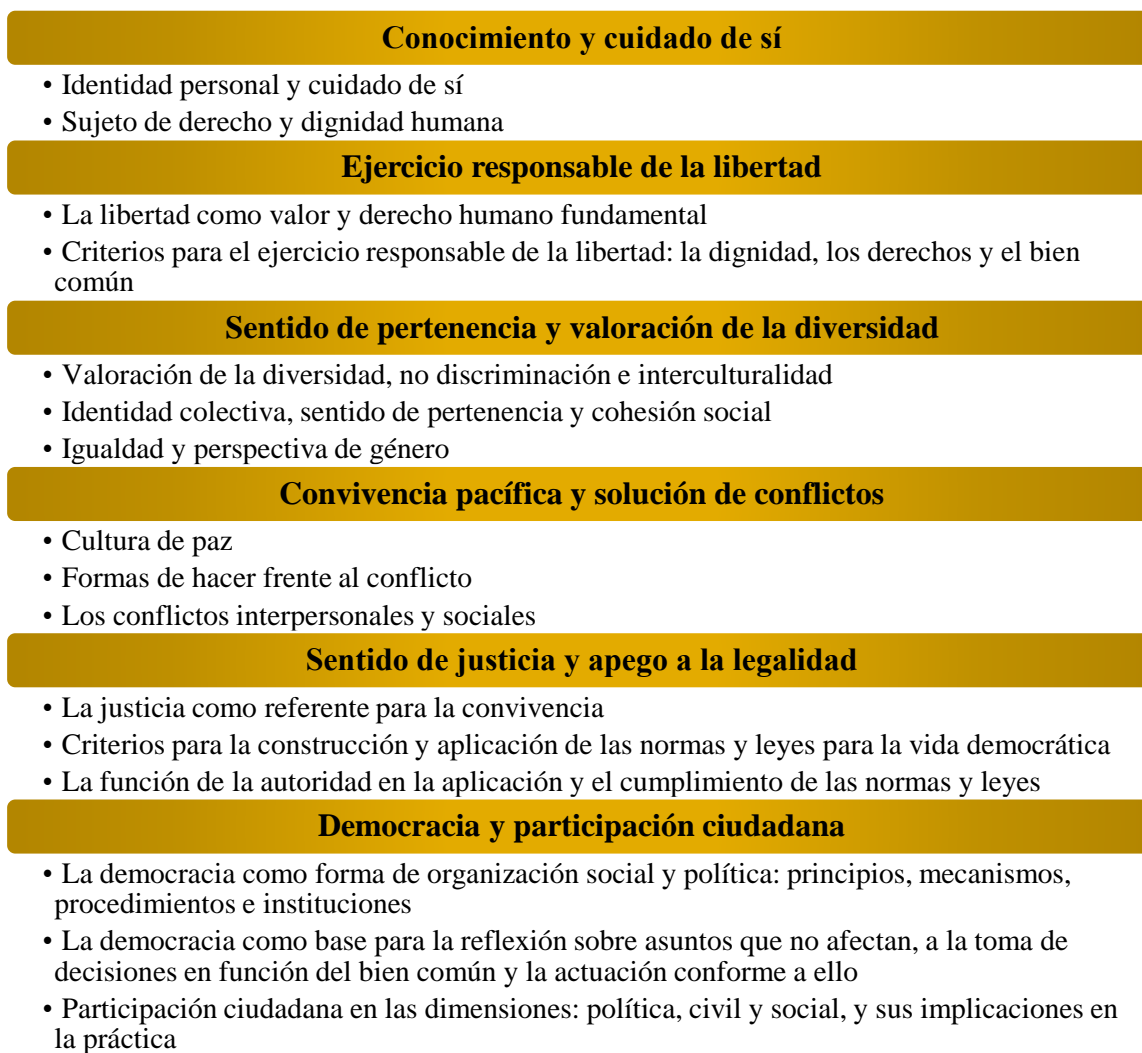 Conocimiento y cuidado de sí
• Identidad personal y cuidado de sí
• Sujeto de derecho y dignidad humana
Ejercicio responsable de la libertad
• La libertad como valor y derecho humano fundamental
• Criterios para el ejercicio responsable de la libertad: la dignidad, los derechos y el bien
común
Sentido de pertenencia y valoración de la diversidad
• Valoración de la diversidad, no discriminación e interculturalidad
• Identidad colectiva, sentido de pertenencia y cohesión social
• Igualdad y perspectiva de género
Convivencia pacífica y solución de conflictos
• Cultura de paz
• Formas de hacer frente al conflicto
• Los conflictos interpersonales y sociales
Sentido de justicia y apego a la legalidad
• La justicia como referente para la convivencia
• Criterios para la construcción y aplicación de las normas y leyes para la vida democrática
• La función de la autoridad en la aplicación y el cumplimiento de las normas y leyes
Democracia y participación ciudadana
• La democracia como forma de organización social y política: principios, mecanismos,
procedimientos e instituciones
• La democracia como base para la reflexión sobre asuntos que no afectan, a la toma de
decisiones en función del bien común y la actuación conforme a ello
• Participación ciudadana en las dimensiones: política, civil y social, y sus implicaciones en
la práctica